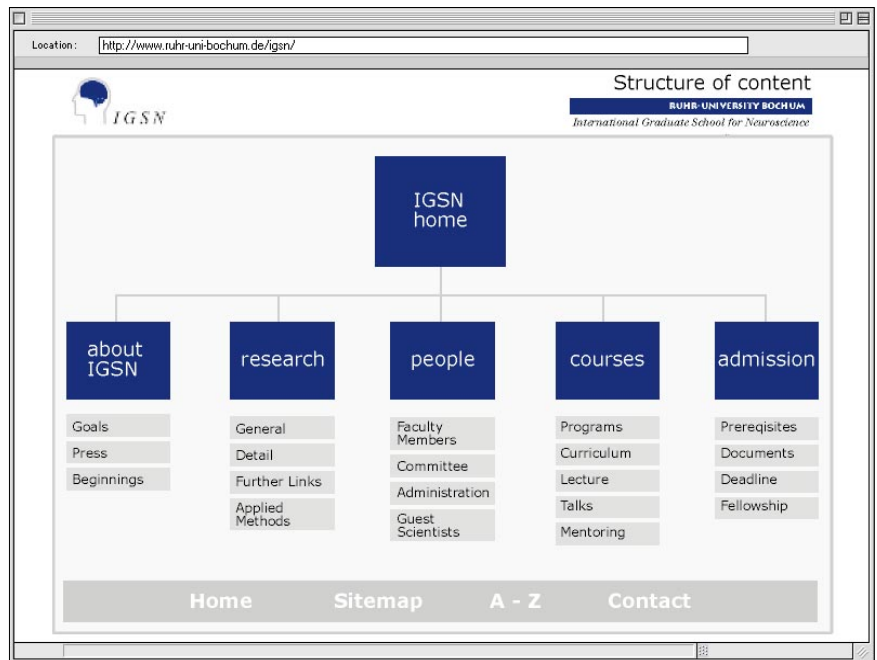 Location: http://www.ruhr-uni-bochum.de/igsn/
IGSN
Structure of content
RUHR-UNIVERSITY BOCHUM
International Graduate School for Neuroscience
IGSN
home
about
IGSN
research
people
courses
admission
Goals
Press
Beginnings
General
Detail
Further Links
Applied
Methods
Faculty
Members
Committee
Administration
Guest
Scientists
Programs
Curriculum
Lecture
Talks
Mentoring
Prereqisites
Documents
Deadline
Fellowship
Home Sitemap A - Z Contact